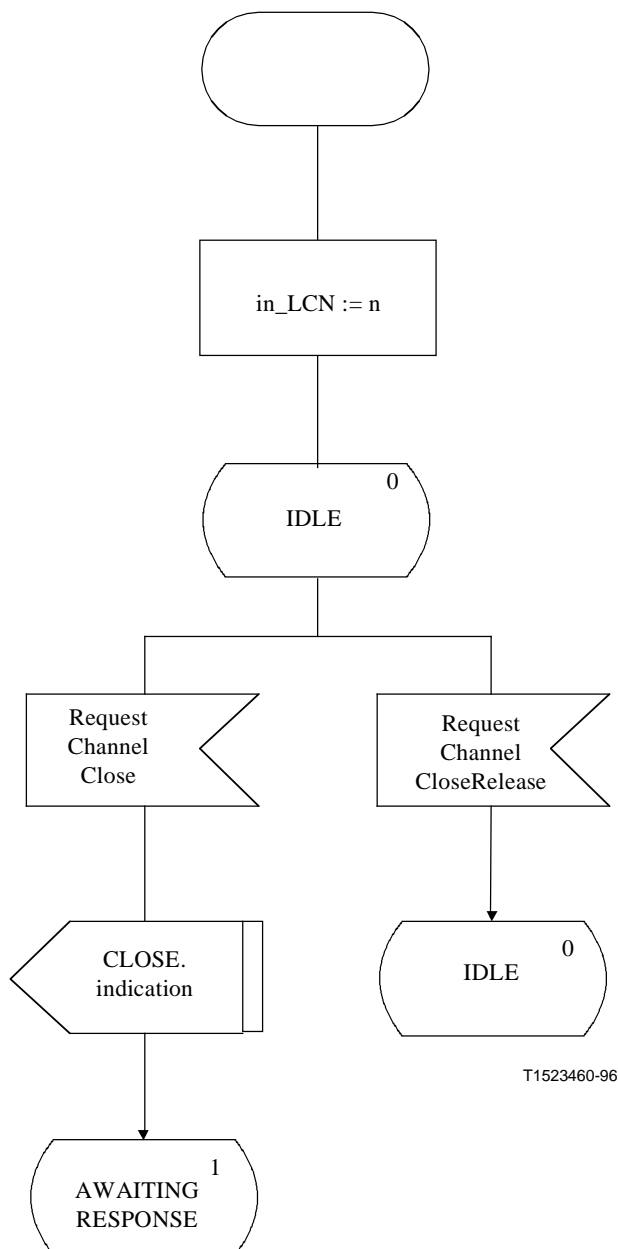 in_LCN := n
0
IDLE
Request
Channel
Close
Request
Channel
CloseRelease
CLOSE.
indication
0
IDLE
T1523460-96
1
AWAITING
RESPONSE